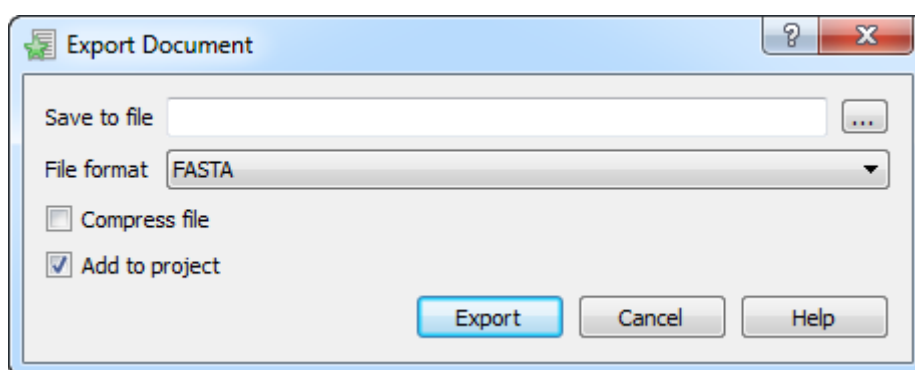 Export Document
Save to file ...
File format FASTA
Compress file
Add to project
Export Cancel Help